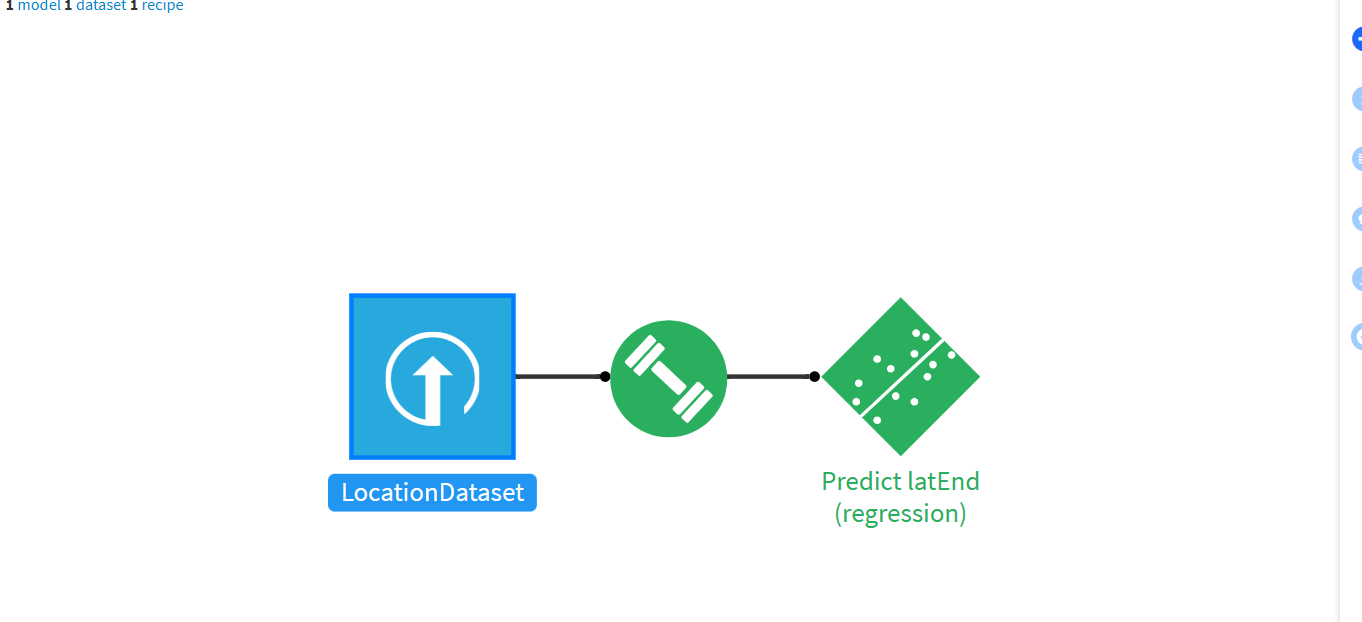 1 model 1 dataset 1 recipe
LocationDataset
Predict latEnd
(regression)